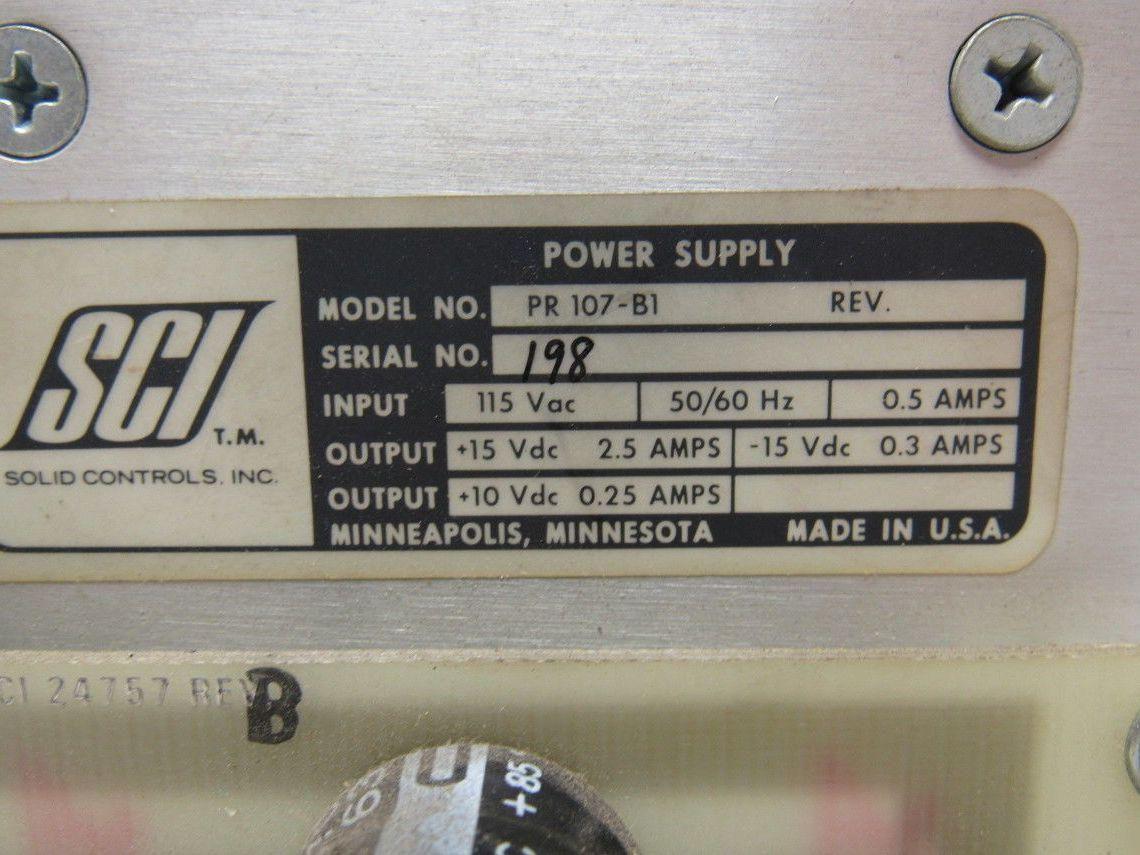 POWER SUPPLY
MODEL NO. PR 107-B1 REV.
SERIAL NO. 198
INPUT 115 Vac 50/60 Hz 0.5 AMPS
OUTPUT +15 Vdc 2.5 AMPS -15 Vdc 0.3 AMPS
OUTPUT +10 Vdc 0.25 AMPS
MINNEAPOLIS, MINNESOTA MADE IN U.S.A.
SCI T.M.
SOLID CONTROLS, INC.
CI 24757 REV. B
+85